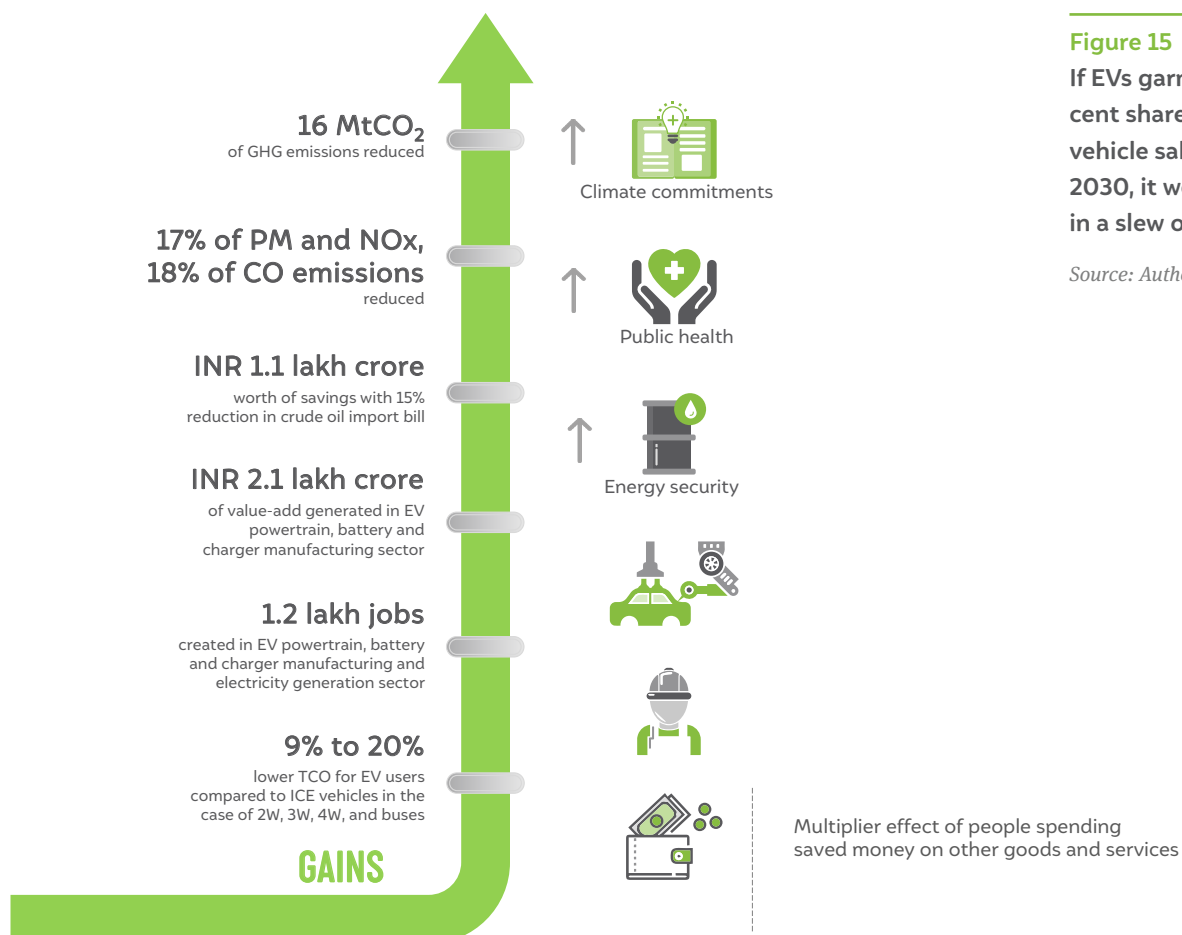 16 MtCO₂
of GHG emissions reduced
Climate commitments
17% of PM and NOx,
18% of CO emissions
reduced
Public health
INR 1.1 lakh crore
worth of savings with 15%
reduction in crude oil import bill
Energy security
INR 2.1 lakh crore
of value-add generated in EV
powertrain, battery and
charger manufacturing sector
1.2 lakh jobs
created in EV powertrain, battery
and charger manufacturing and
electricity generation sector
9% to 20%
lower TCO for EV users
compared to ICE vehicles in the
case of 2W, 3W, 4W, and buses
Multiplier effect of people spending
saved money on other goods and services
GAINS
Figure 15
If EVs
cent share
vehicle
2030, it
in a slew
Source: